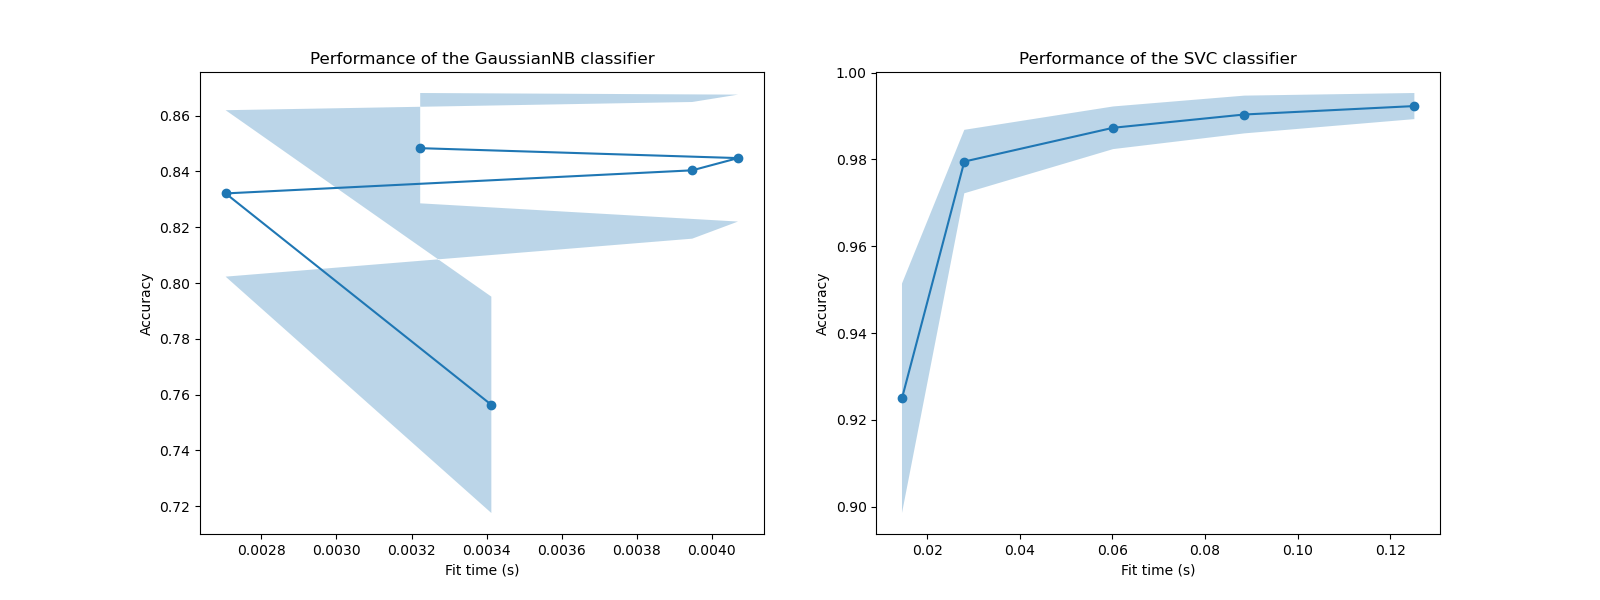 Performance of the GaussianNB classifier
Accuracy
0.86
0.84
0.82
0.80
0.78
0.76
0.74
0.72
0.0028 0.0030 0.0032 0.0034 0.0036 0.0038 0.0040
Fit time (s)
Performance of the SVC classifier
Accuracy
1.00
0.98
0.96
0.94
0.92
0.90
0.02 0.04 0.06 0.08 0.10 0.12
Fit time (s)